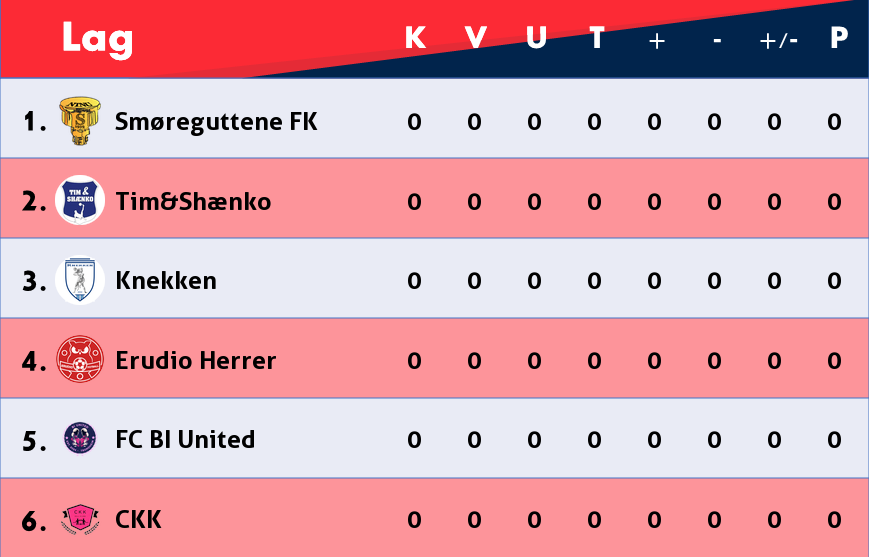 Lag K V U T + - +/- P
1. Smøreguttene FK 0 0 0 0 0 0 0 0
2. TIM & SHÆNKO Tim&Shænko 0 0 0 0 0 0 0 0
3. Knekken 0 0 0 0 0 0 0 0
4. Erudio Herrer 0 0 0 0 0 0 0 0
5. FC BI United 0 0 0 0 0 0 0 0
6. CKK CKK 0 0 0 0 0 0 0 0